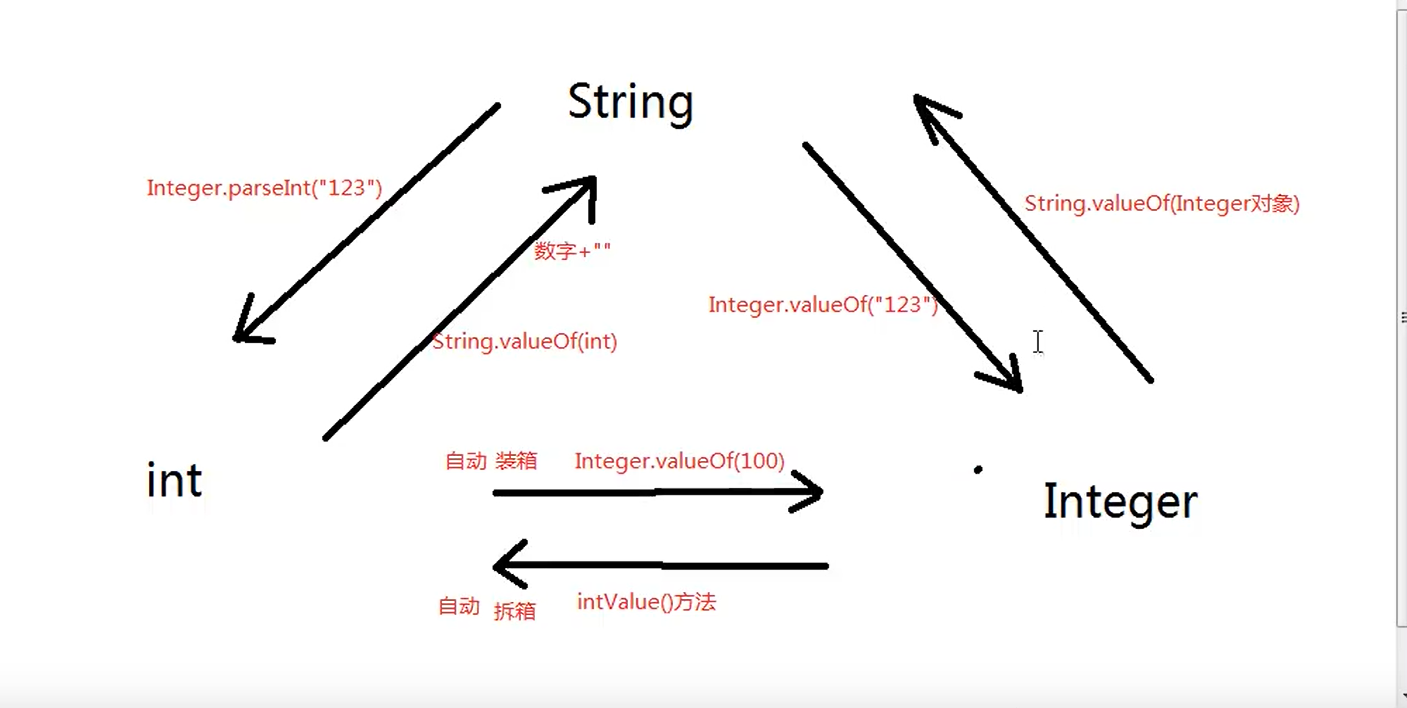 String
Integer.parseInt("123")
String.valueOf(Integer对象)
数字+""
Integer.valueOf("123")
String.valueOf(int)
自动 装箱 Integer.valueOf(100)
int
Integer
自动 拆箱 intValue()方法